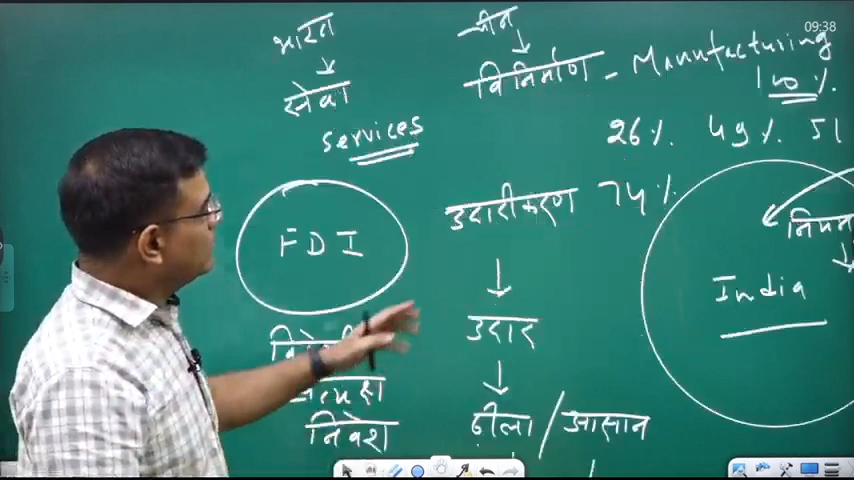 09:38
भारत
↓
सेवा
services
चीन
↓
विनिर्माण - Manufacturing
100%
26% 49% 51
74%
FDI
निवेश
उदारीकरण
↓
उदार
↓
ढीला / आसान
India